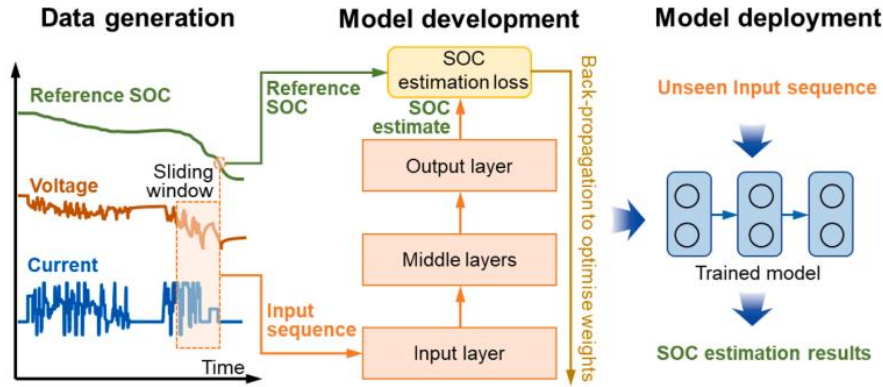 Data generation
Model development
Model deployment
Reference SOC
Voltage
Sliding
window
Current
Time
Reference
SOC
Input
sequence
SOC
estimation loss
SOC
estimate
Output layer
Middle layers
Input layer
Back-propagation to optimise weights
Unseen Input sequence
Trained model
SOC estimation results